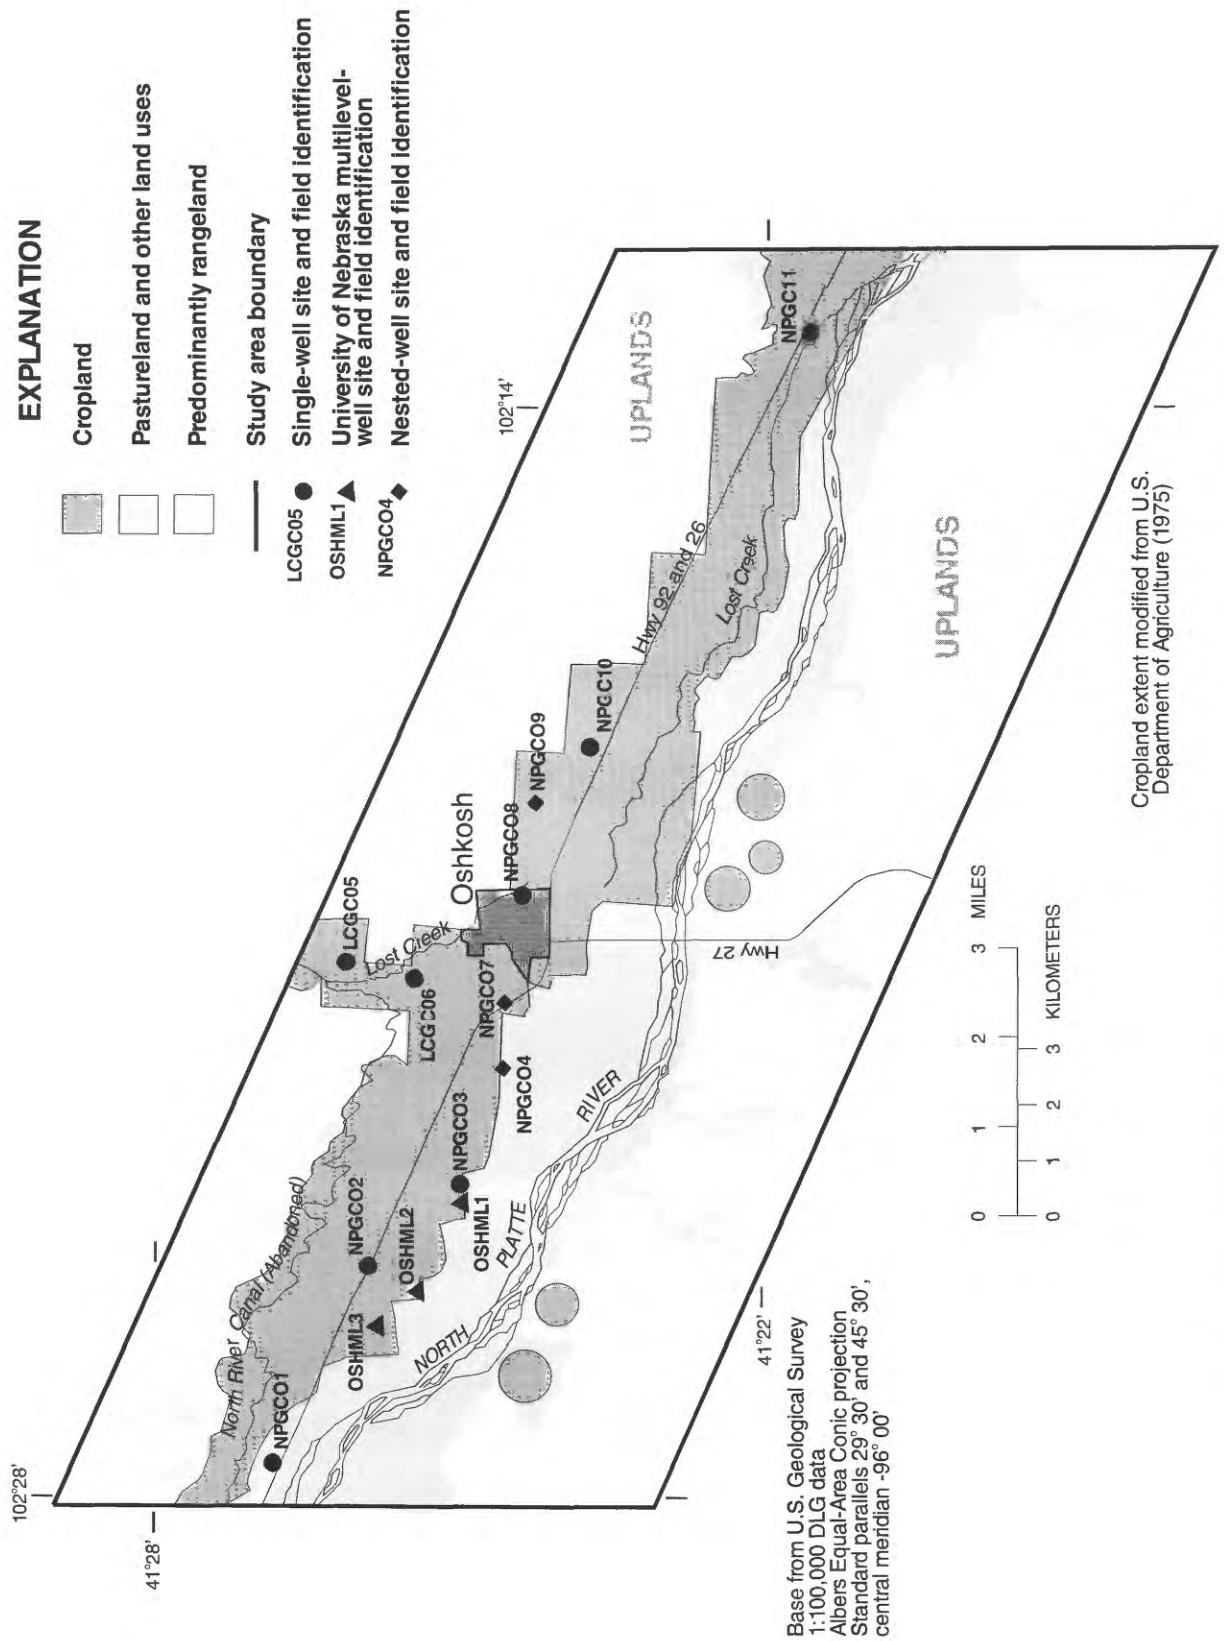 EXPLANATION
Cropland
Pastureland and other land uses
Predominantly rangeland
Study area boundary
LCGC05 Single-well site and field identification
OSHML1 University of Nebraska multilevel-
well site and field identification
NPGCO4 Nested-well site and field identification
102°28'
41°28'
102°14'
41°22'
North River Canal (Abandoned)
NPGCO1
OSHML3
NPGCO2
OSHML2
NPGCO3
OSHML1
LCGC05
Lost Creek
LCGC06
NPGCO7
NPGCO4
Oshkosh
NPGCO8
NPGCO9
NPGC10
Hwy 92 and 26
Lost Creek
NPGC11
UPLANDS
UPLANDS
NORTH
PLATTE
RIVER
Hwy 27
0 1 2 3 MILES
0 1 2 3 KILOMETERS
Base from U.S. Geological Survey
1:100,000 DLG data
Albers Equal-Area Conic projection
Standard parallels 29° 30' and 45° 30',
central meridian -96° 00'
Cropland extent modified from U.S.
Department of Agriculture (1975)